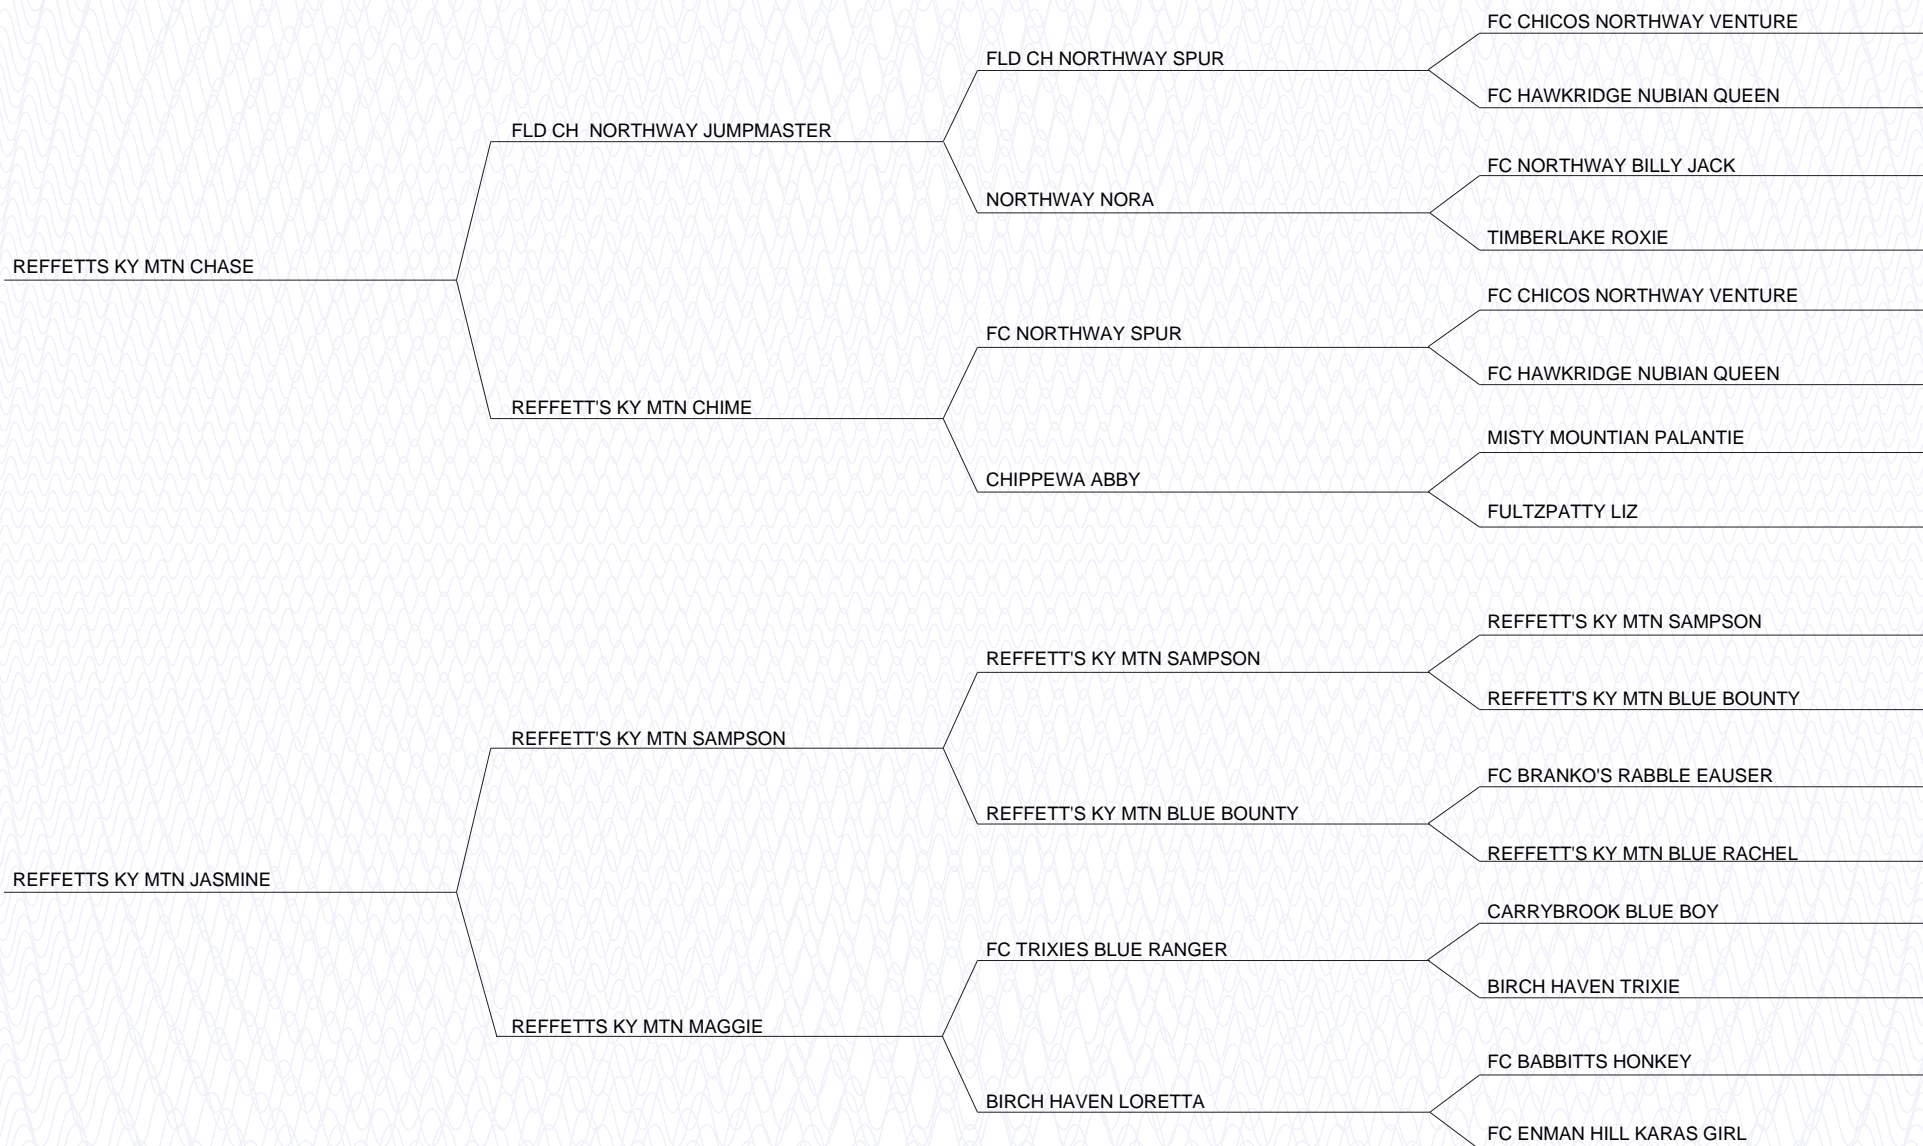 FC CHICOS NORTHWAY VENTURE
FLD CH NORTHWAY SPUR
FC HAWKRIDGE NUBIAN QUEEN
FLD CH  NORTHWAY JUMPMASTER
FC NORTHWAY BILLY JACK
NORTHWAY NORA
TIMBERLAKE ROXIE
REFFETTS KY MTN CHASE
FC CHICOS NORTHWAY VENTURE
FC NORTHWAY SPUR
FC HAWKRIDGE NUBIAN QUEEN
REFFETT'S KY MTN CHIME
MISTY MOUNTIAN PALANTIE
CHIPPEWA ABBY
FULTZPATTY LIZ
REFFETT'S KY MTN SAMPSON
REFFETT'S KY MTN SAMPSON
REFFETT'S KY MTN BLUE BOUNTY
REFFETT'S KY MTN SAMPSON
FC BRANKO'S RABBLE EAUSER
REFFETT'S KY MTN BLUE BOUNTY
REFFETT'S KY MTN BLUE RACHEL
REFFETTS KY MTN JASMINE
CARRYBROOK BLUE BOY
FC TRIXIES BLUE RANGER
BIRCH HAVEN TRIXIE
REFFETTS KY MTN MAGGIE
FC BABBITTS HONKEY
BIRCH HAVEN LORETTA
FC ENMAN HILL KARAS GIRL